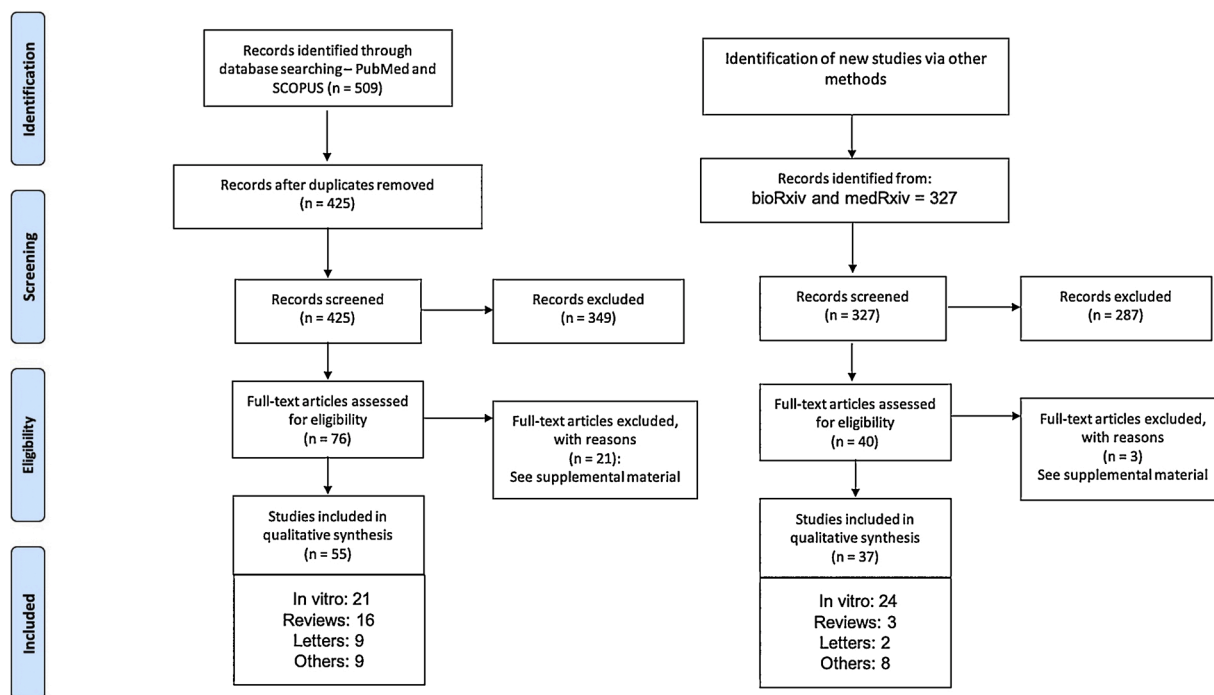 Identification
Screening
Eligibility
Included
Records identified through
database searching – PubMed and
SCOPUS (n = 509)
Records after duplicates removed
(n = 425)
Records screened
(n = 425)
Records excluded
(n = 349)
Full-text articles assessed
for eligibility
(n = 76)
Full-text articles excluded,
with reasons
(n = 21):
See supplemental material
Studies included in
qualitative synthesis
(n = 55)
In vitro: 21
Reviews: 16
Letters: 9
Others: 9
Identification of new studies via other
methods
Records identified from:
bioRxiv and medRxiv = 327
Records screened
(n = 327)
Records excluded
(n = 287)
Full-text articles assessed
for eligibility
(n = 40)
Full-text articles excluded,
with reasons
(n = 3)
See supplemental material
Studies included in
qualitative synthesis
(n = 37)
In vitro: 24
Reviews: 3
Letters: 2
Others: 8